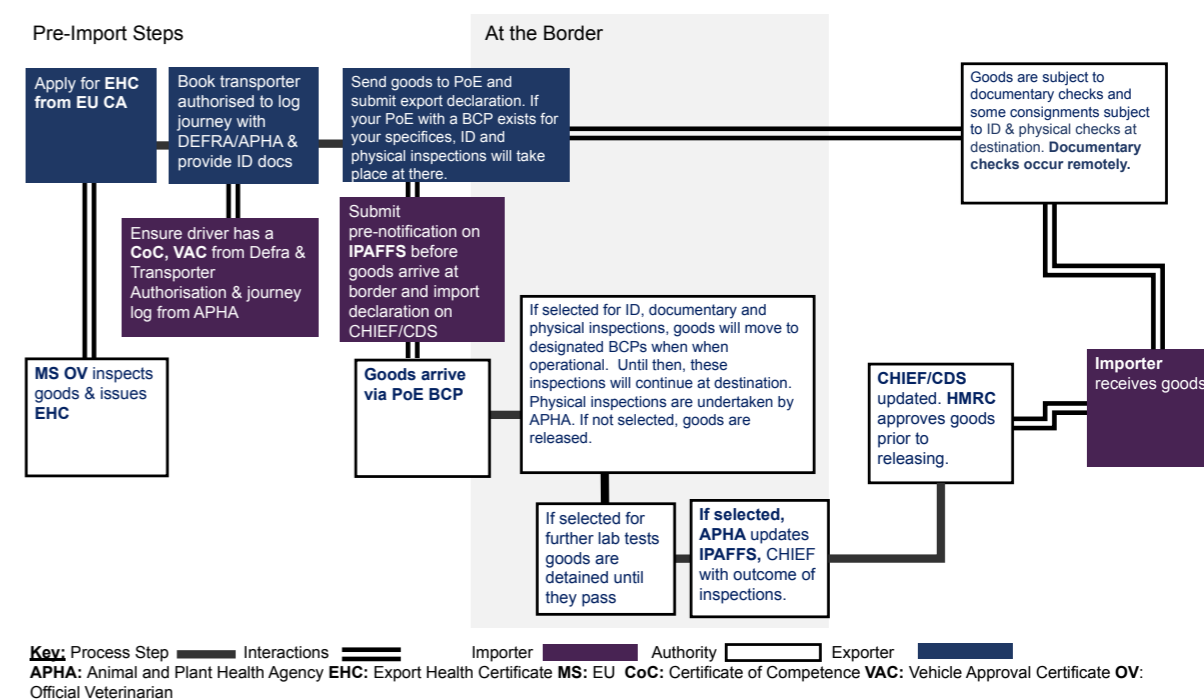 Pre-Import Steps
At the Border
Apply for EHC
from EU CA
Book transporter
authorised to log
journey with
DEFRA/APHA &
provide ID docs
Send goods to PoE and
submit export declaration. If
your PoE with a BCP exists for
your specifices, ID and
physical inspections will take
place at there.
Goods are subject to
documentary checks and
some consignments subject
to ID & physical checks at
destination. Documentary
checks occur remotely.
Ensure driver has a
CoC, VAC from Defra &
Transporter
Authorisation & journey
log from APHA
Submit
pre-notification on
IPAFFS before
goods arrive at
border and import
declaration on
CHIEF/CDS
MS OV inspects
goods & issues
EHC
Goods arrive
via PoE BCP
If selected for ID, documentary and
physical inspections, goods will move to
designated BCPs when when
operational. Until then, these
inspections will continue at destination.
Physical inspections are undertaken by
APHA. If not selected, goods are
released.
CHIEF/CDS
updated. HMRC
approves goods
prior to
releasing.
Importer
receives goods
If selected for
further lab tests
goods are
detained until
they pass
If selected,
APHA updates
IPAFFS, CHIEF
with outcome of
inspections.
Key: Process Step Interactions Importer Authority Exporter
APHA: Animal and Plant Health Agency EHC: Export Health Certificate MS: EU CoC: Certificate of Competence VAC: Vehicle Approval Certificate OV:
Official Veterinarian